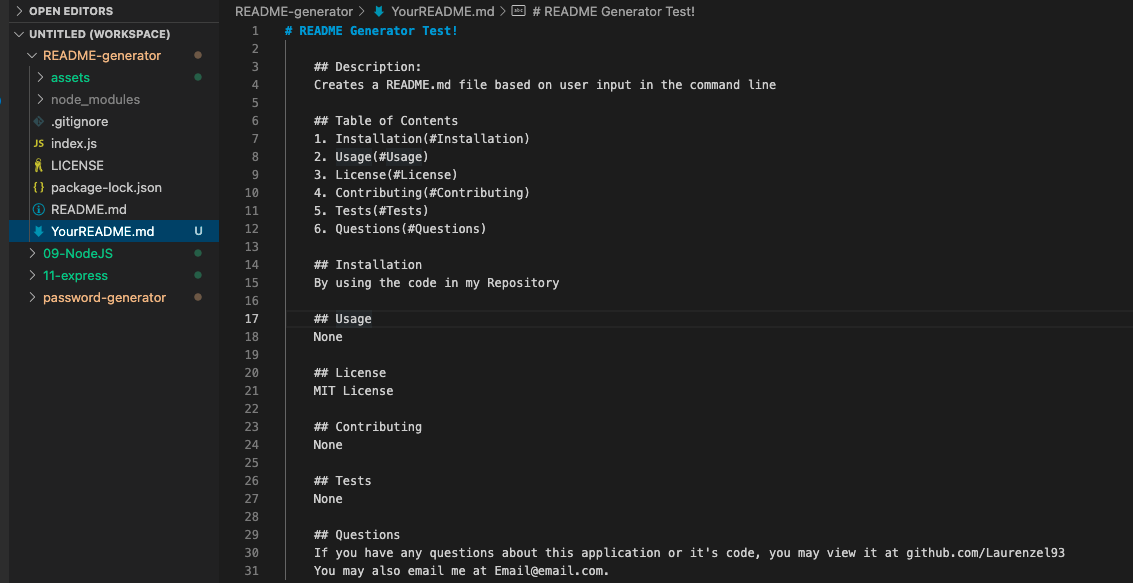 OPEN EDITORS
UNTITLED (WORKSPACE)
README-generator
assets
node_modules
.gitignore
JS index.js
LICENSE
{} package-lock.json
README.md
YourREADME.md U
09-NodeJS
11-express
password-generator
README-generator > YourREADME.md > abc # README Generator Test!
1 # README Generator Test!
2
3 ## Description:
4 Creates a README.md file based on user input in the command line
5
6 ## Table of Contents
7 1. Installation(#Installation)
8 2. Usage(#Usage)
9 3. License(#License)
10 4. Contributing(#Contributing)
11 5. Tests(#Tests)
12 6. Questions(#Questions)
13
14 ## Installation
15 By using the code in my Repository
16
17 ## Usage
18 None
19
20 ## License
21 MIT License
22
23 ## Contributing
24 None
25
26 ## Tests
27 None
28
29 ## Questions
30 If you have any questions about this application or it's code, you may view it at github.com/Laurenzel93
31 You may also email me at Email@email.com.